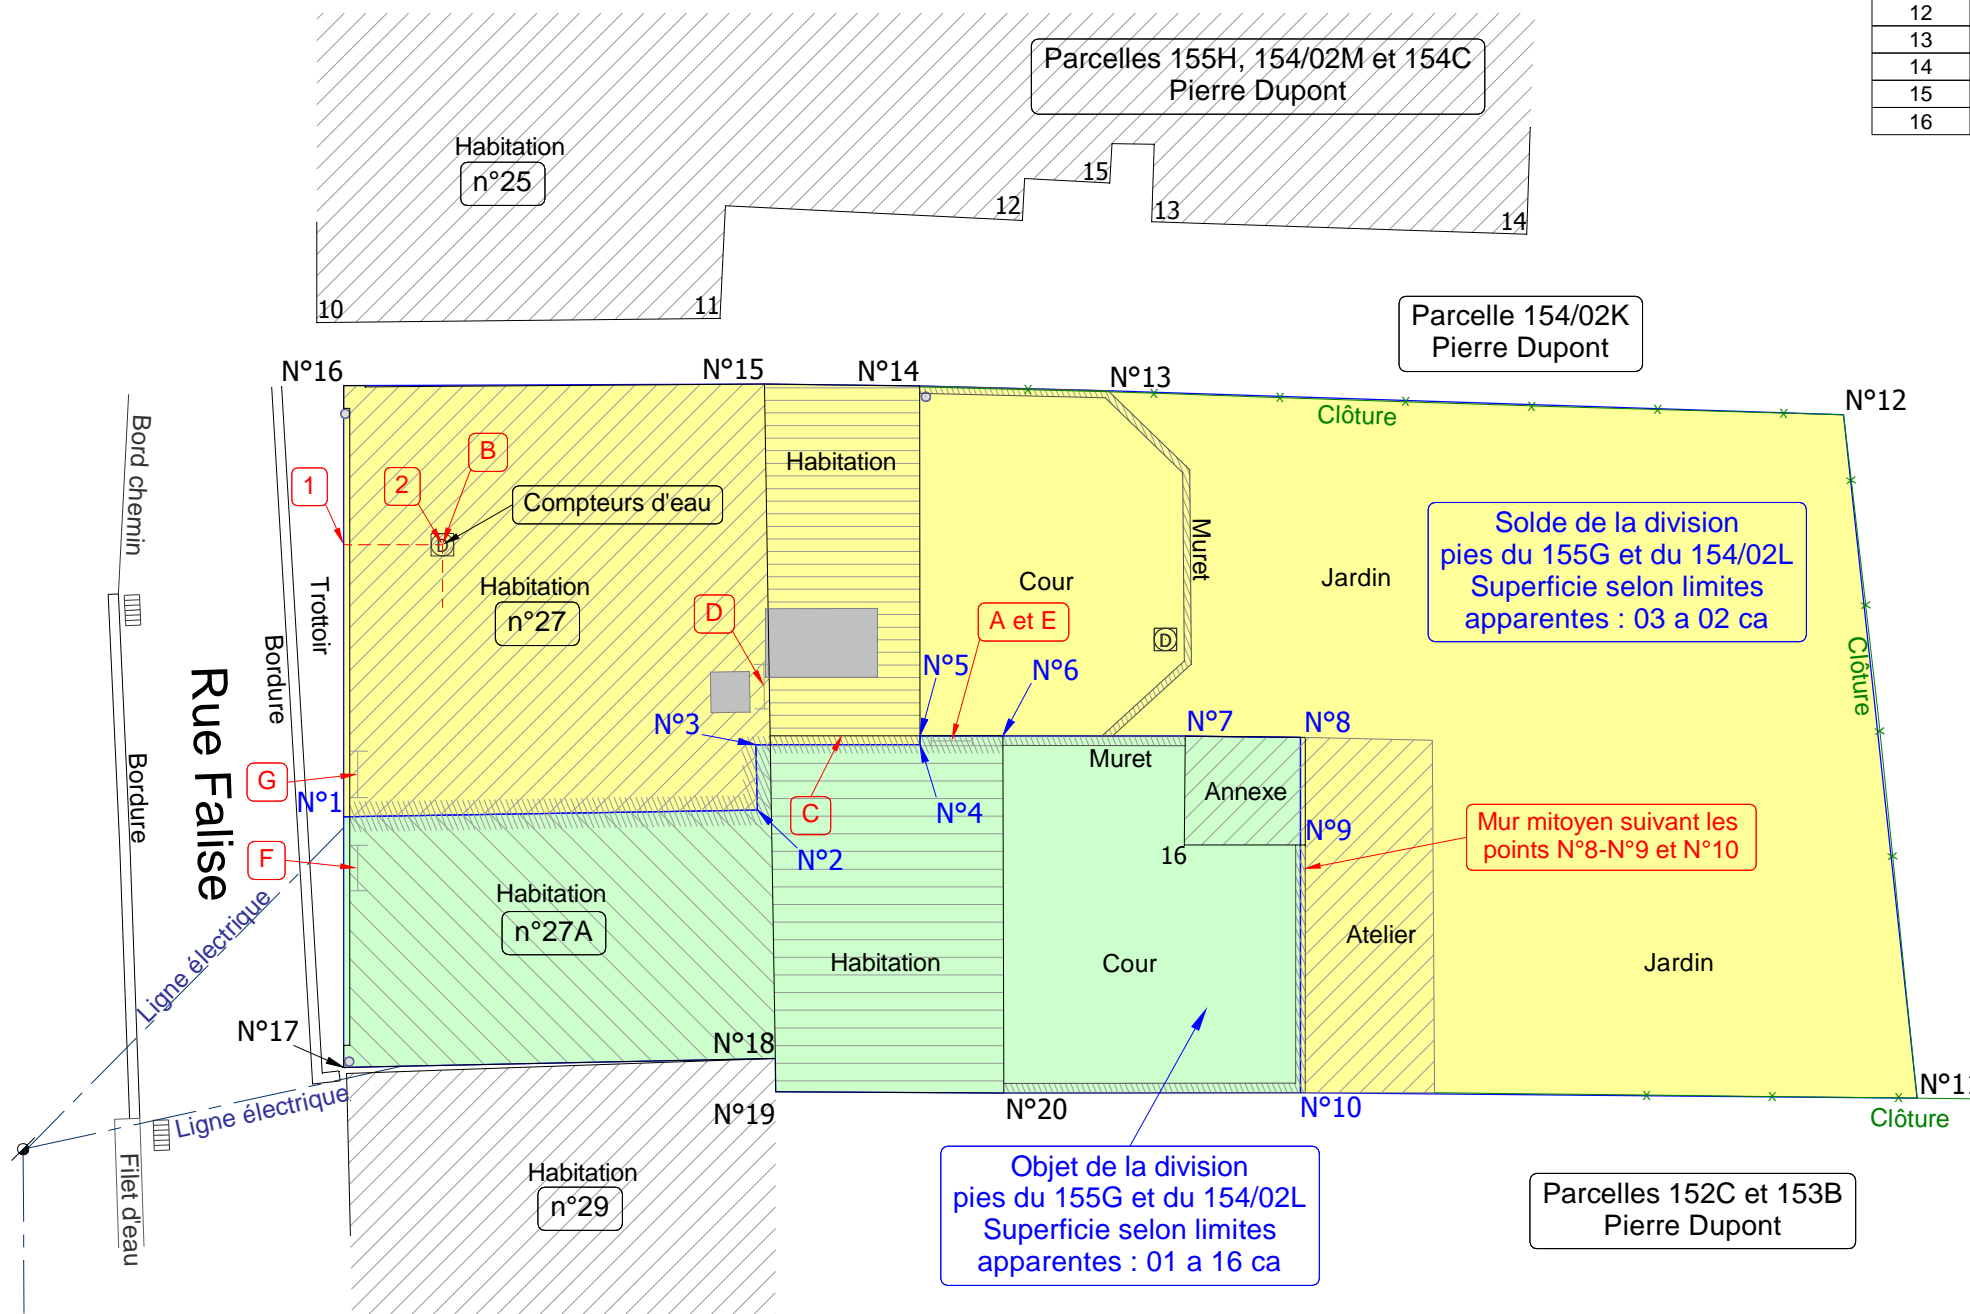 12
13
14
15
16
Parcelles 155H, 154/02M et 154C
Pierre Dupont
Habitation
n°25
15
12
13
14
10
11
Parcelle 154/02K
Pierre Dupont
N°16
N°15
N°14
N°13
N°12
Clôture
Bord chemin
Habitation
1
2
B
Compteurs d'eau
D
Solde de la division
pies du 155G et du 154/02L
Superficie selon limites
apparentes : 03 a 02 ca
Muret
Jardin
Cour
Trottoir
Habitation
n°27
D
A et E
D
Bordure
Rue Falise
Clôture
N°5
N°6
N°3
N°7
N°8
Bordure
Muret
G
N°1
C
N°4
Annexe
Mur mitoyen suivant les
points N°8-N°9 et N°10
N°9
F
N°2
16
Habitation
n°27A
Ligne électrique
Habitation
Cour
Atelier
Jardin
N°17
N°18
Ligne électrique
N°19
N°20
N°10
N°11
Clôture
Filet d'eau
Habitation
n°29
Objet de la division
pies du 155G et du 154/02L
Superficie selon limites
apparentes : 01 a 16 ca
Parcelles 152C et 153B
Pierre Dupont